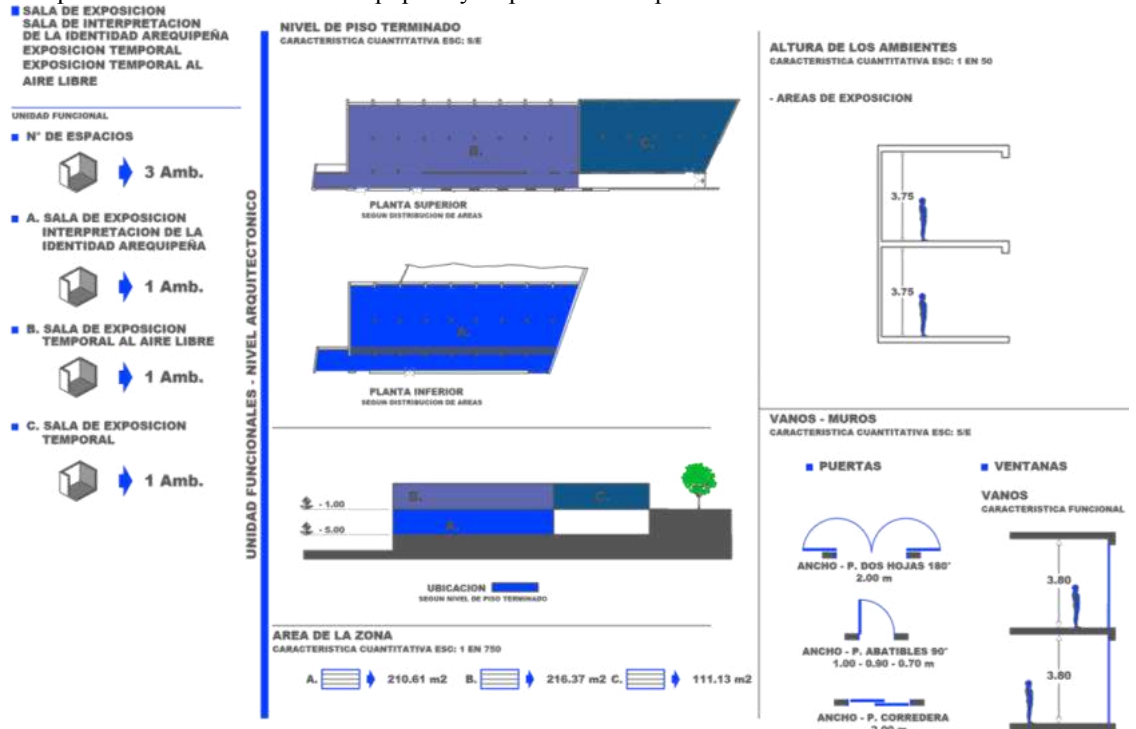 SALA DE EXPOSICION
SALA DE INTERPRETACION
DE LA IDENTIDAD AREQUIPEÑA
EXPOSICION TEMPORAL
EXPOSICION TEMPORAL AL
AIRE LIBRE
UNIDAD FUNCIONAL
N° DE ESPACIOS
3 Amb.
A. SALA DE EXPOSICION
INTERPRETACION DE LA
IDENTIDAD AREQUIPEÑA
1 Amb.
B. SALA DE EXPOSICION
TEMPORAL AL AIRE LIBRE
1 Amb.
C. SALA DE EXPOSICION
TEMPORAL
1 Amb.
UNIDAD FUNCIONALES - NIVEL ARQUITECTONICO
NIVEL DE PISO TERMINADO
CARACTERISTICA CUANTITATIVA ESC: S/E
B.
C.
PLANTA SUPERIOR
SEGUN DISTRIBUCION DE AREAS
A.
PLANTA INFERIOR
SEGUN DISTRIBUCION DE AREAS
B.
C.
- 1.00
A.
- 5.00
UBICACION
SEGUN NIVEL DE PISO TERMINADO
AREA DE LA ZONA
CARACTERISTICA CUANTITATIVA ESC: 1 EN 750
A. 210.61 m2 B. 216.37 m2 C. 111.13 m2
ALTURA DE LOS AMBIENTES
CARACTERISTICA CUANTITATIVA ESC: 1 EN 50
- AREAS DE EXPOSICION
3.75
3.75
VANOS - MUROS
CARACTERISTICA CUANTITATIVA ESC: S/E
PUERTAS
ANCHO - P. DOS HOJAS 180°
2.00 m
ANCHO - P. ABATIBLES 90°
1.00 - 0.90 - 0.70 m
ANCHO - P. CORREDERA
VENTANAS
VANOS
CARACTERISTICA FUNCIONAL
3.80
3.80